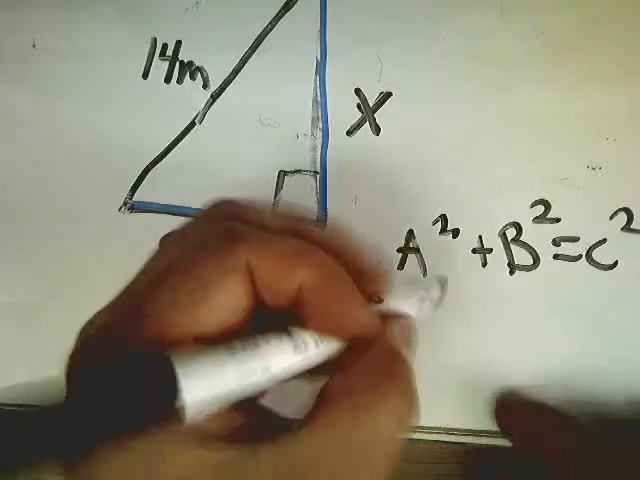 14m
X
A² + B² = C²